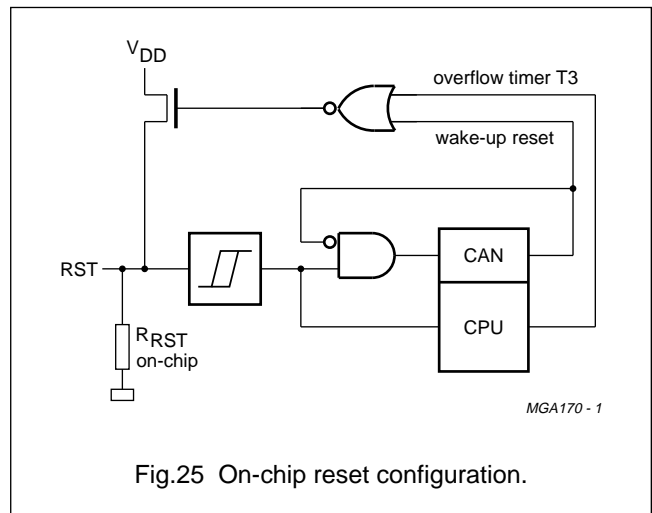 VDD
overflow timer T3
wake-up reset
RST
CAN
CPU
RRST
on-chip
MGA170 - 1
Fig.25 On-chip reset configuration.